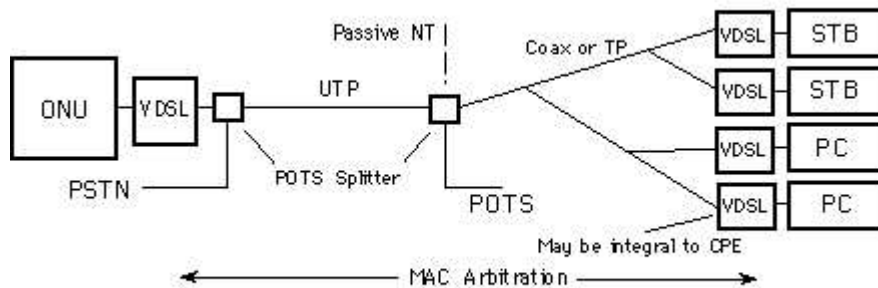 Passive NT
Coax or TP
VDSL
STB
ONU
VDSL
UTP
VDSL
STB
POTS Splitter
VDSL
PC
PSTN
POTS
VDSL
PC
May be integral to CPE
MAC Arbitration